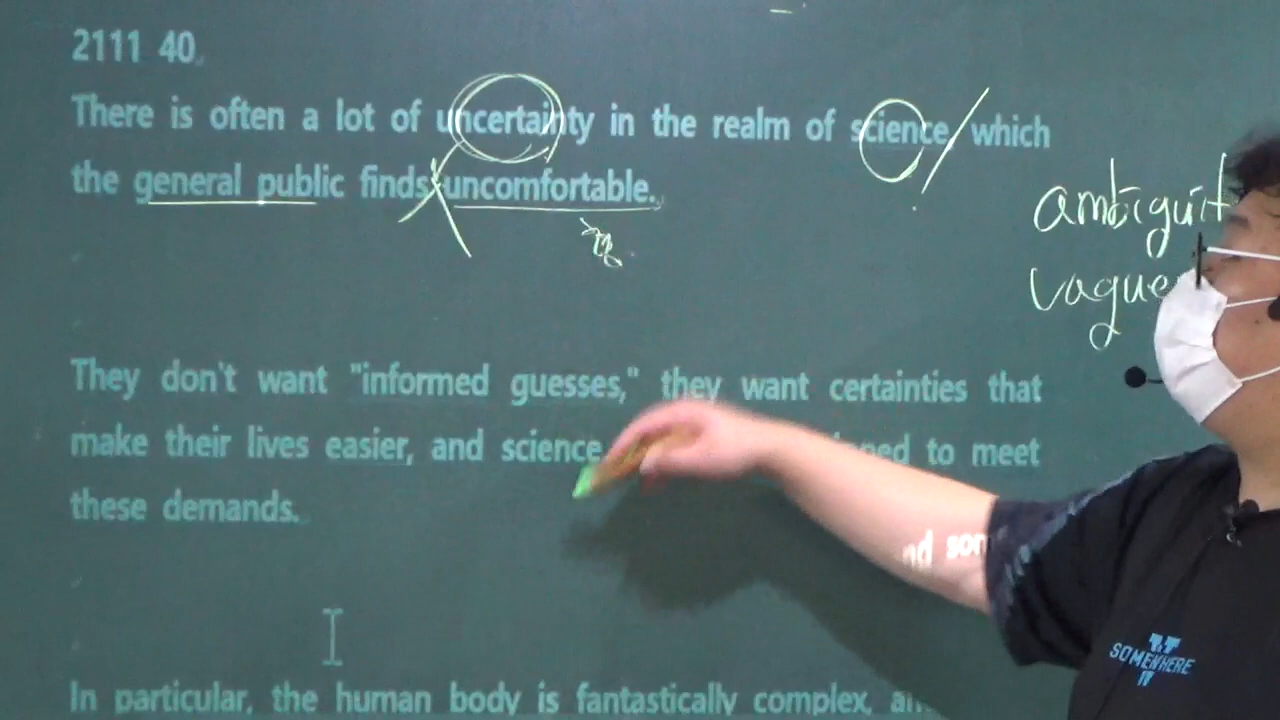 2111 40.
There is often a lot of uncertainty in the realm of science which
the general public finds uncomfortable.
ambiguit
vague
They don't want "informed guesses," they want certainties that
make their lives easier, and science to meet
these demands.
SOMEWHERE
In particular, the human body is fantastically complex,